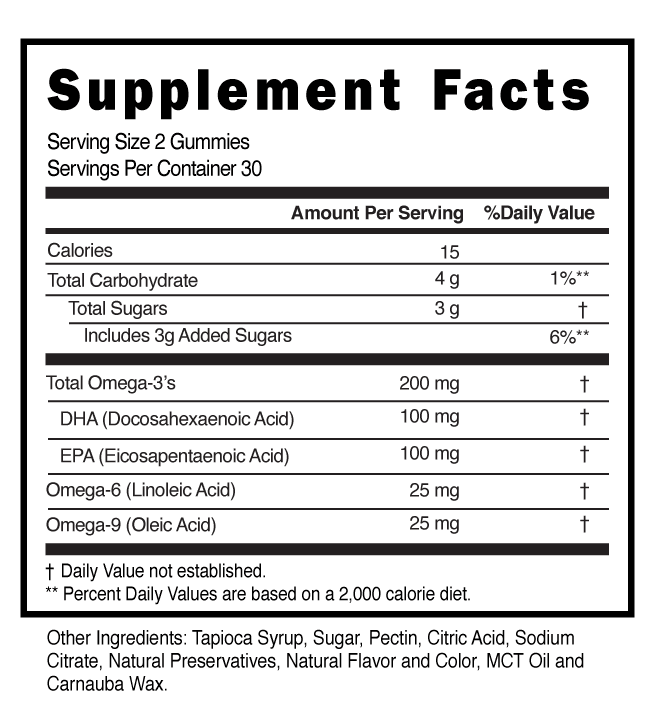 Supplement Facts
Serving Size 2 Gummies
Servings Per Container 30
Amount Per Serving %Daily Value
Calories 15
Total Carbohydrate 4 g 1%**
Total Sugars 3 g †
Includes 3g Added Sugars 6%**
Total Omega-3’s 200 mg †
DHA (Docosahexaenoic Acid) 100 mg †
EPA (Eicosapentaenoic Acid) 100 mg †
Omega-6 (Linoleic Acid) 25 mg †
Omega-9 (Oleic Acid) 25 mg †
† Daily Value not established.
** Percent Daily Values are based on a 2,000 calorie diet.
Other Ingredients: Tapioca Syrup, Sugar, Pectin, Citric Acid, Sodium
Citrate, Natural Preservatives, Natural Flavor and Color, MCT Oil and
Carnauba Wax.